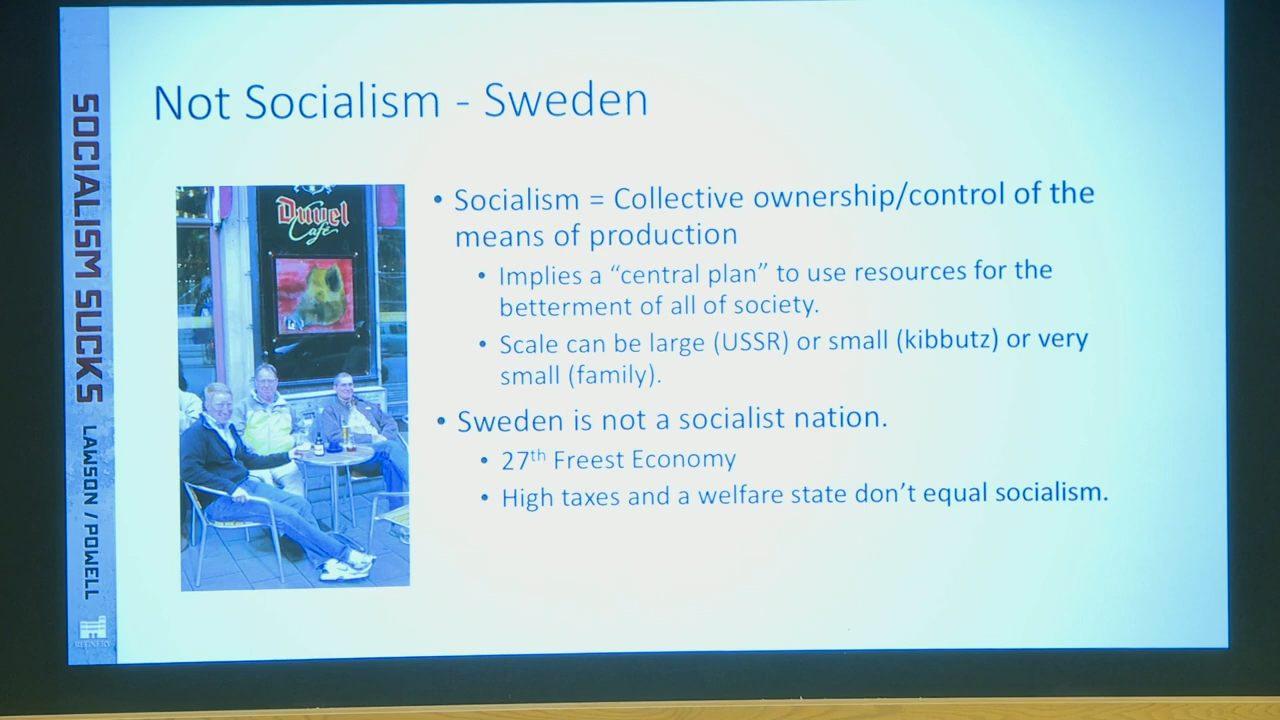 Not Socialism - Sweden
SOCIALISM SUCKS
LAWSON / POWELL
REGNERY
Duvel
Café
• Socialism = Collective ownership/control of the
means of production
• Implies a “central plan” to use resources for the
betterment of all of society.
• Scale can be large (USSR) or small (kibbutz) or very
small (family).
• Sweden is not a socialist nation.
• 27th Freest Economy
• High taxes and a welfare state don’t equal socialism.